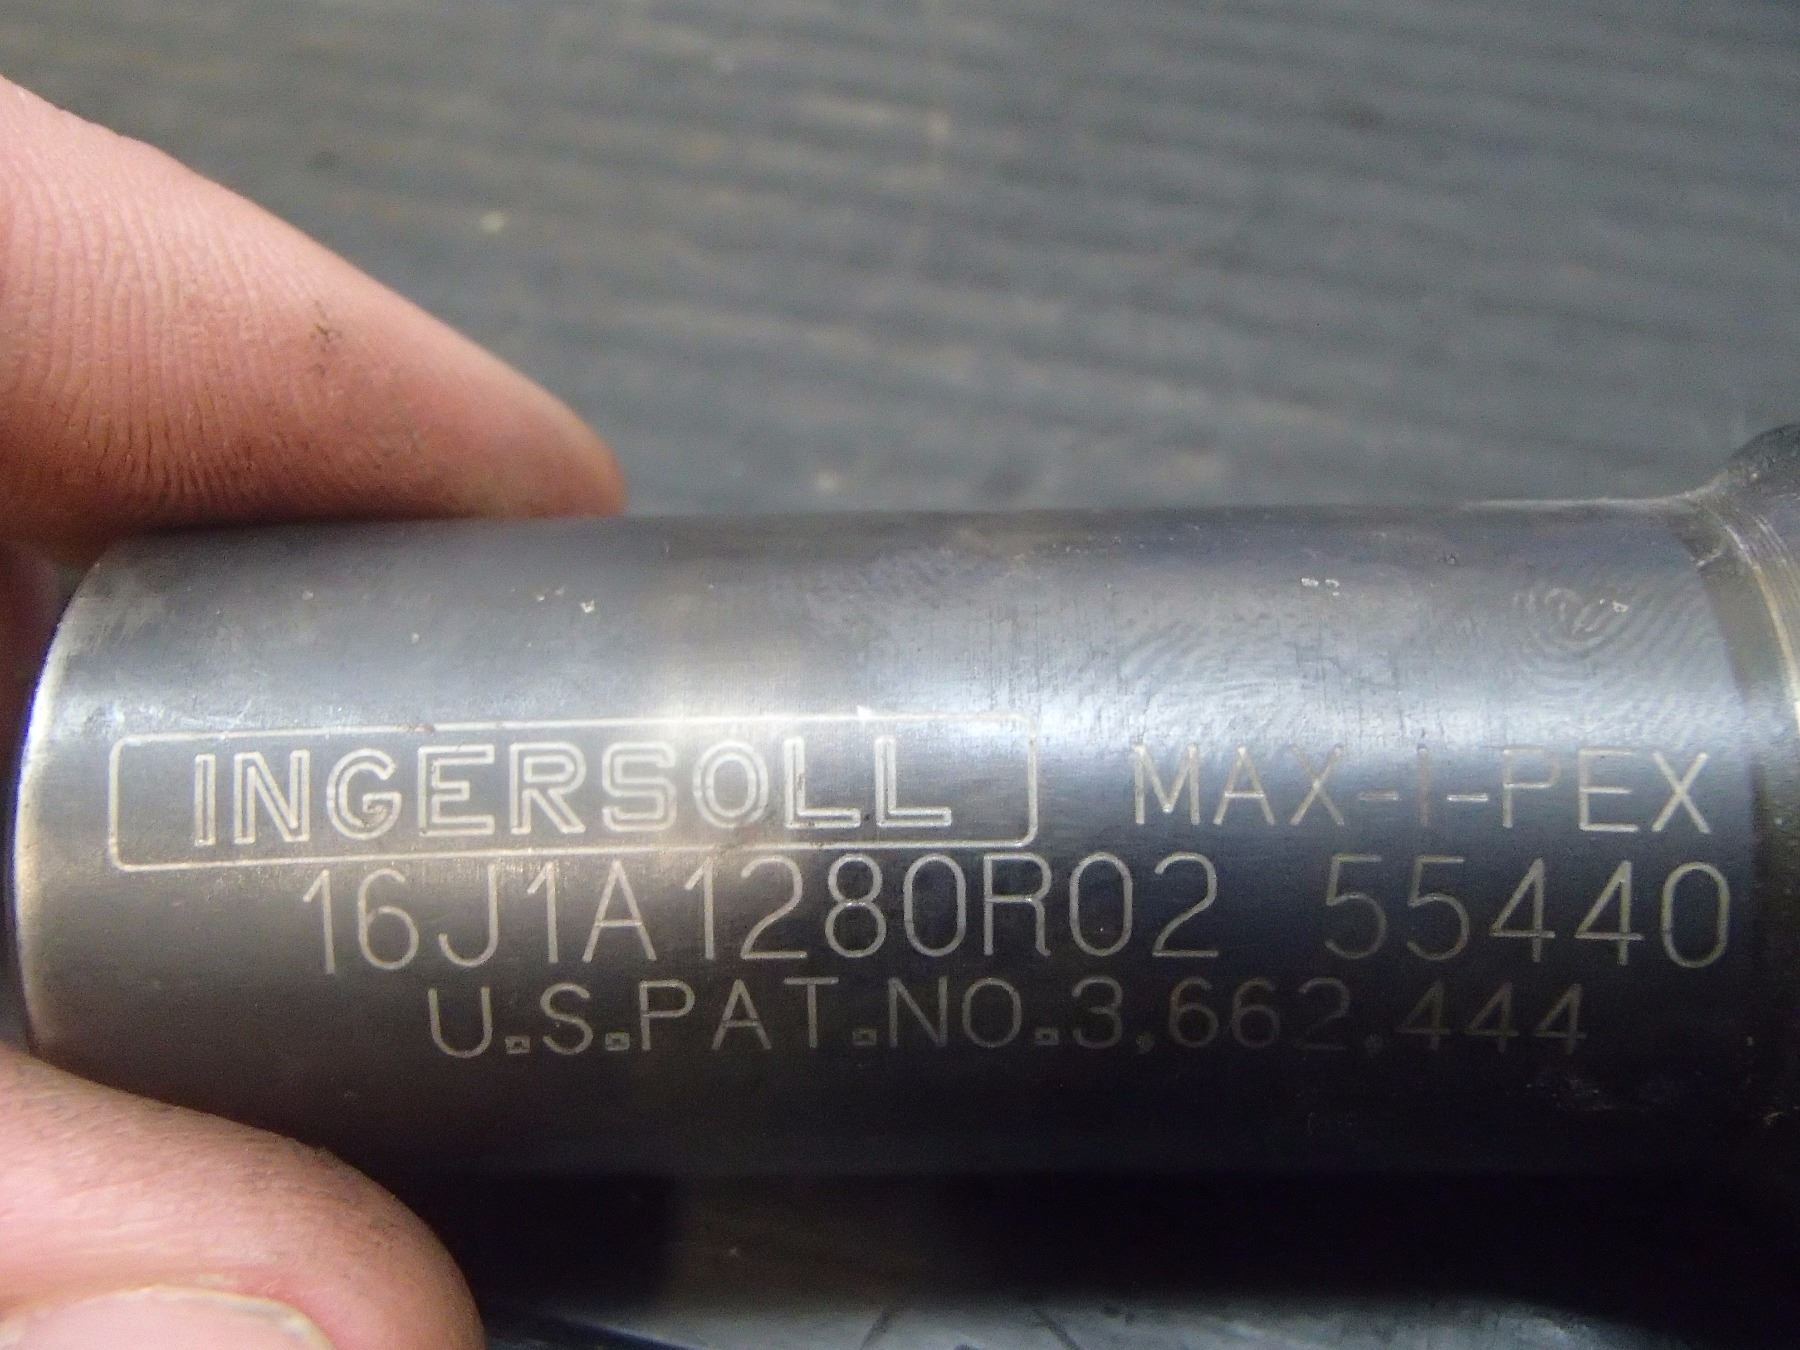 INGERSOLL MAX-I-PEX
16J1A1280R02 55440
U.S.PAT.NO.3,662,444